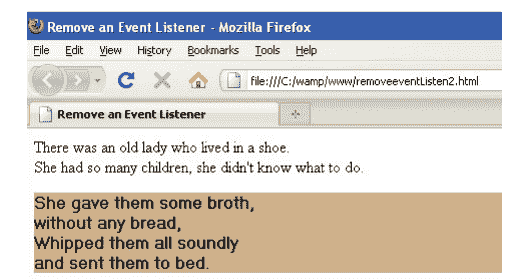 Remove an Event Listener - Mozilla Firefox
File Edit View History Bookmarks Tools Help
file:///C:/wamp/www/removeeventListen2.html
Remove an Event Listener
There was an old lady who lived in a shoe.
She had so many children, she didn't know what to do.
She gave them some broth,
without any bread,
Whipped them all soundly
and sent them to bed.